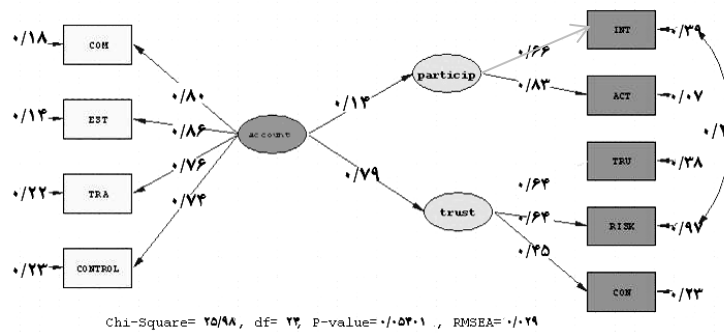 INT
۰/۳۹
۰/۱۸
COM
۰/۶۶
particip
۰/۸۰
۰/۸۳
ACT
۰/۰۷
۰/۱۴
۰/۱۴
EST
۰/۸۶
account
TRU
۰/۳۸
۰/۷۶
۰/۷۹
۰/۶۴
۰/۲۲
TRA
۰/۷۴
trust
۰/۶۴
RISK
۰/۹۷
۰/۴۵
۰/۲۳
CONTROL
CON
۰/۲۳
Chi-Square= ۲۵/۹۸, df= P-value= RMSEA=۰/۰۲۹